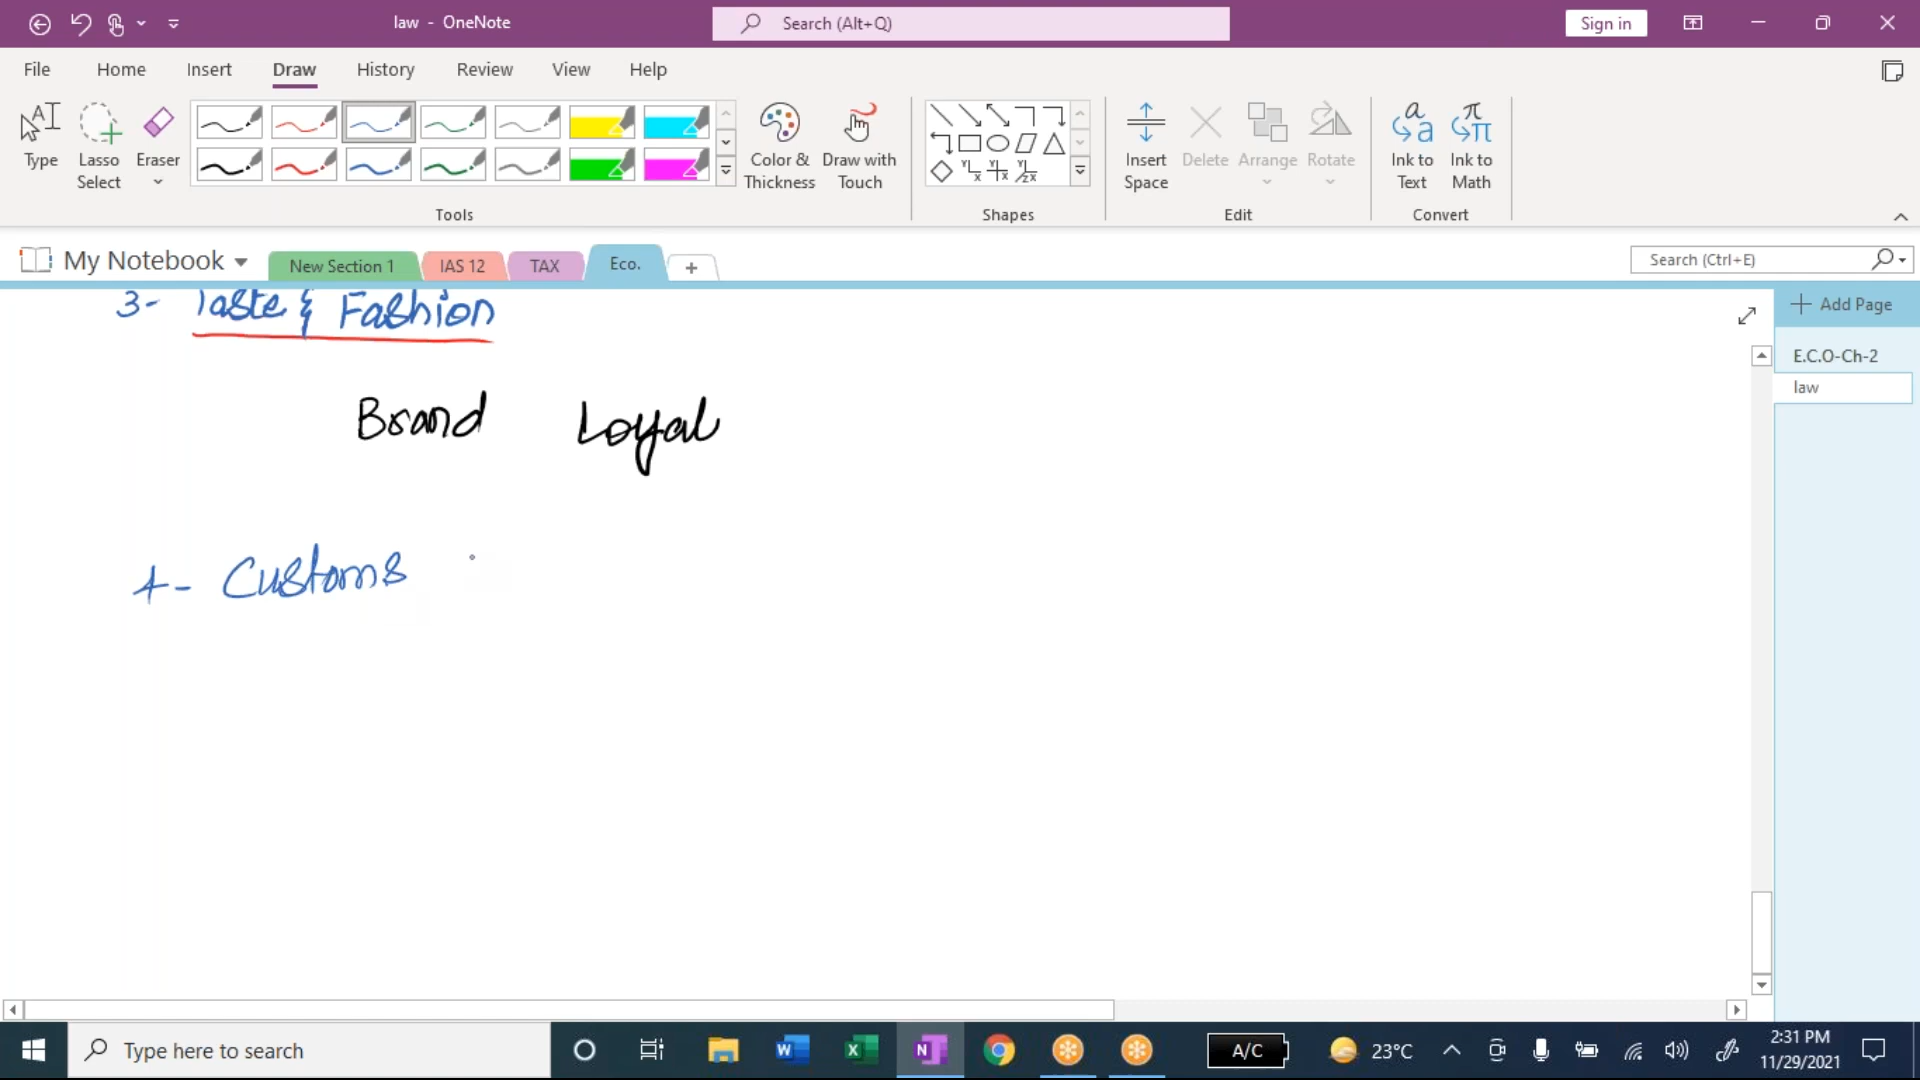 law - OneNote
Search (Alt+Q)
Sign in
File Home Insert Draw History Review View Help
Type
Lasso Select
Eraser
Color & Thickness
Draw with Touch
Insert Space
Delete
Arrange
Rotate
Ink to Text
Ink to Math
Tools
Shapes
Edit
Convert
My Notebook
New Section 1
IAS 12
TAX
Eco.
Search (Ctrl+E)
Add Page
E.C.O-Ch-2
law
3- Taste & Fashion
Brand Loyal
4- Customs
Type here to search
A/C
23°C
2:31 PM
11/29/2021